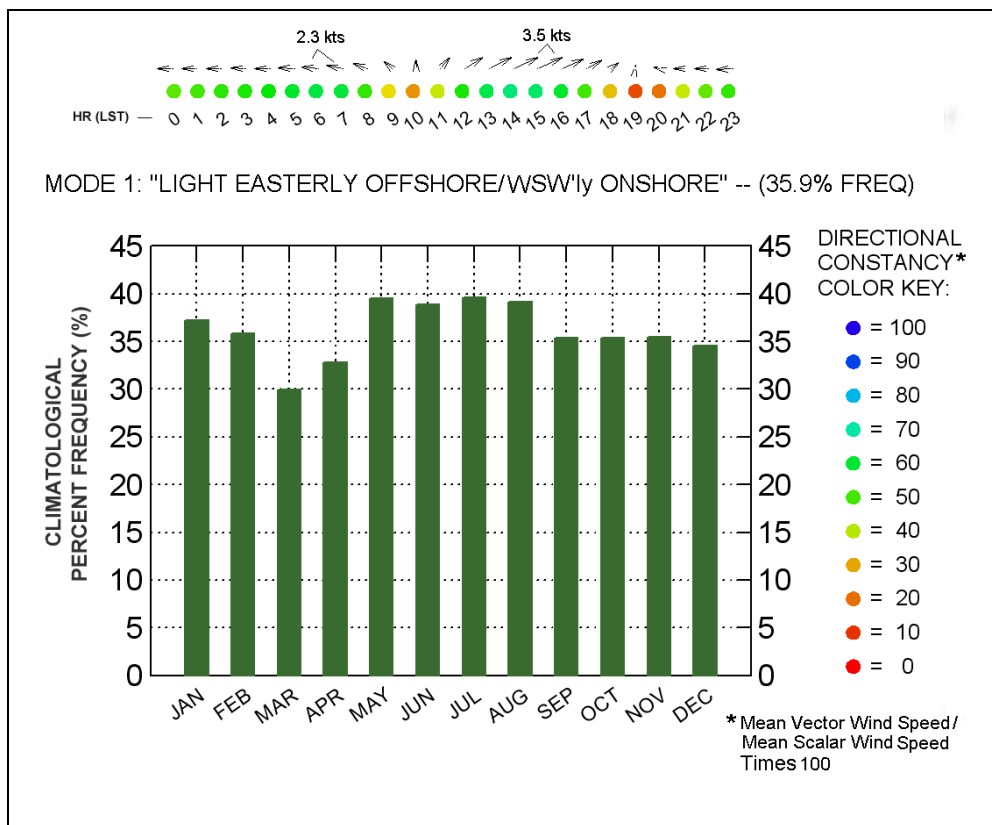 2.3 kts 3.5 kts
HR (LST) — 0 1 2 3 4 5 6 7 8 9 10 11 12 13 14 15 16 17 18 19 20 21 22 23
MODE 1: "LIGHT EASTERLY OFFSHORE/WSW'ly ONSHORE" -- (35.9% FREQ)
CLIMATOLOGICAL
PERCENT FREQUENCY (%)
45 45
40 40
35 35
30 30
25 25
20 20
15 15
10 10
5 5
0 0
JAN FEB MAR APR MAY JUN JUL AUG SEP OCT NOV DEC
DIRECTIONAL
CONSTANCY*
COLOR KEY:
= 100
= 90
= 80
= 70
= 60
= 50
= 40
= 30
= 20
= 10
= 0
* Mean Vector Wind Speed /
Mean Scalar Wind Speed
Times 100